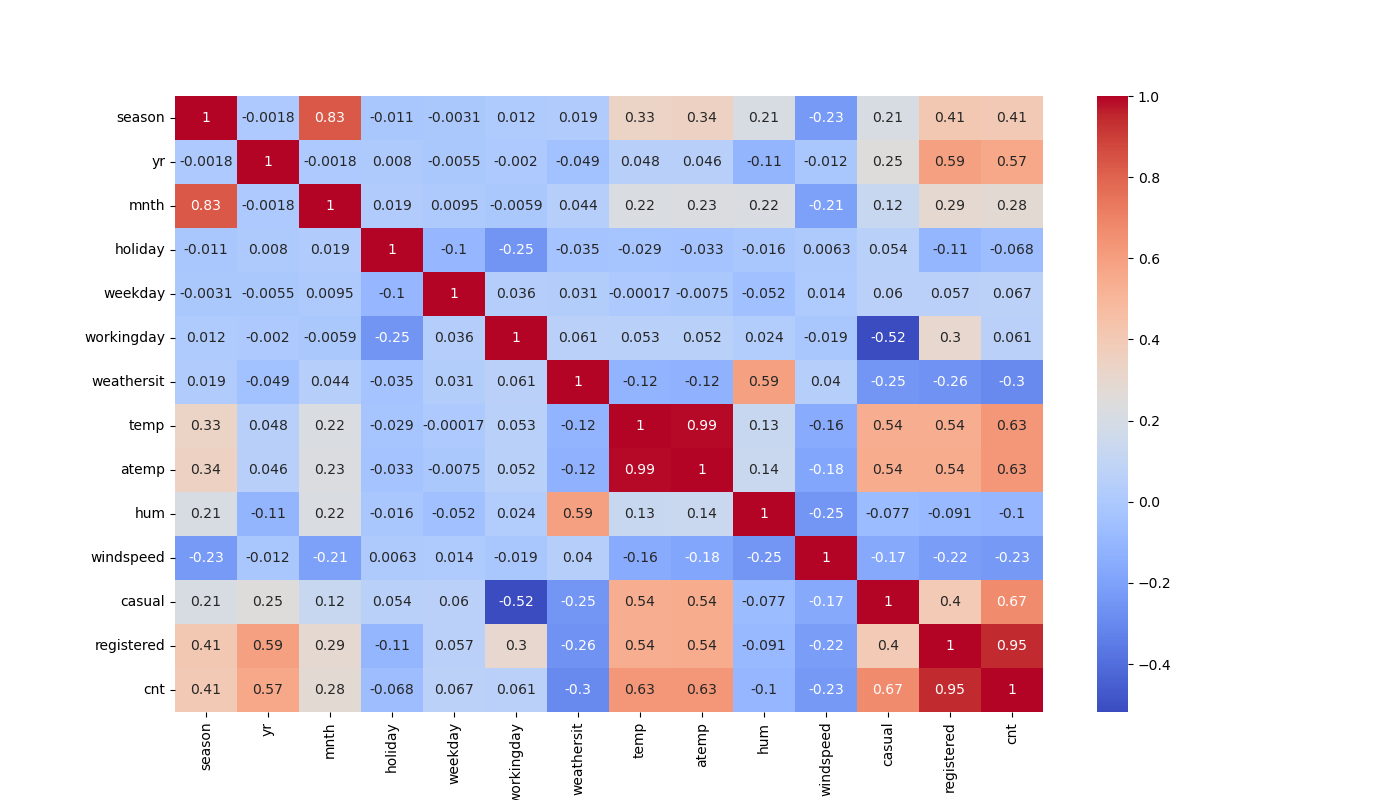 season 1 -0.0018 0.83 -0.011 -0.0031 0.012 0.019 0.33 0.34 0.21 -0.23 0.21 0.41 0.41
yr -0.0018 1 -0.0018 0.008 -0.0055 -0.002 -0.049 0.048 0.046 -0.11 -0.012 0.25 0.59 0.57
mnth 0.83 -0.0018 1 0.019 0.0095 -0.0059 0.044 0.22 0.23 0.22 -0.21 0.12 0.29 0.28
holiday -0.011 0.008 0.019 1 -0.1 -0.25 -0.035 -0.029 -0.033 -0.016 0.0063 0.054 -0.11 -0.068
weekday -0.0031 -0.0055 0.0095 -0.1 1 0.036 0.031 -0.00017 -0.0075 -0.052 0.014 0.06 0.057 0.067
workingday 0.012 -0.002 -0.0059 -0.25 0.036 1 0.061 0.053 0.052 0.024 -0.019 -0.52 0.3 0.061
weathersit 0.019 -0.049 0.044 -0.035 0.031 0.061 1 -0.12 -0.12 0.59 0.04 -0.25 -0.26 -0.3
temp 0.33 0.048 0.22 -0.029 -0.00017 0.053 -0.12 1 0.99 0.13 -0.16 0.54 0.54 0.63
atemp 0.34 0.046 0.23 -0.033 -0.0075 0.052 -0.12 0.99 1 0.14 -0.18 0.54 0.54 0.63
hum 0.21 -0.11 0.22 -0.016 -0.052 0.024 0.59 0.13 0.14 1 -0.25 -0.077 -0.091 -0.1
windspeed -0.23 -0.012 -0.21 0.0063 0.014 -0.019 0.04 -0.16 -0.18 -0.25 1 -0.17 -0.22 -0.23
casual 0.21 0.25 0.12 0.054 0.06 -0.52 -0.25 0.54 0.54 -0.077 -0.17 1 0.4 0.67
registered 0.41 0.59 0.29 -0.11 0.057 0.3 -0.26 0.54 0.54 -0.091 -0.22 0.4 1 0.95
cnt 0.41 0.57 0.28 -0.068 0.067 0.061 -0.3 0.63 0.63 -0.1 -0.23 0.67 0.95 1
season yr mnth holiday weekday workingday weathersit temp atemp hum windspeed casual registered cnt
1.0
0.8
0.6
0.4
0.2
0.0
−0.2
−0.4